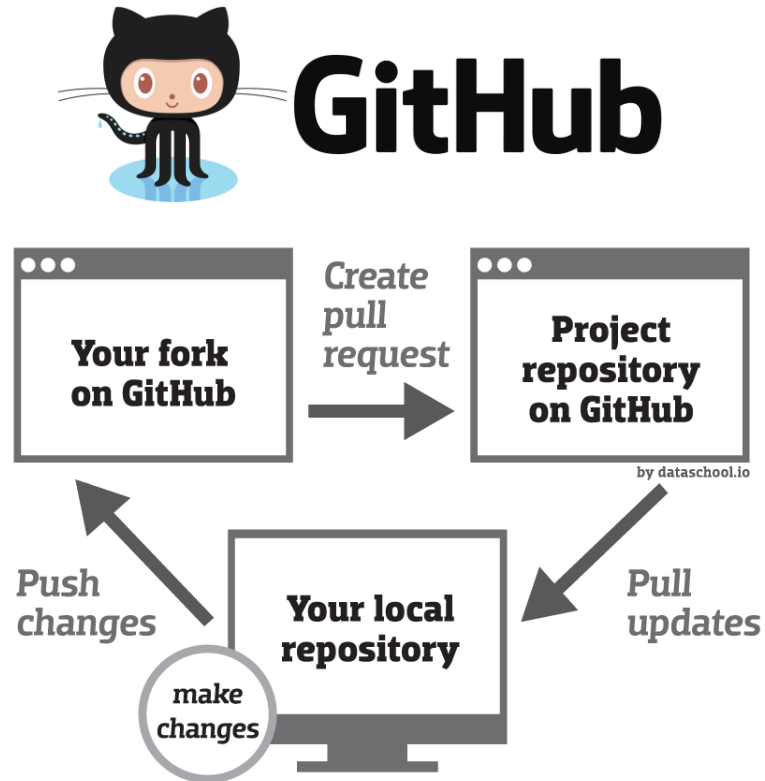 GitHub
Your fork
on GitHub
Create
pull
request
Project
repository
on GitHub
by dataschool.io
Push
changes
Your local
repository
make
changes
Pull
updates